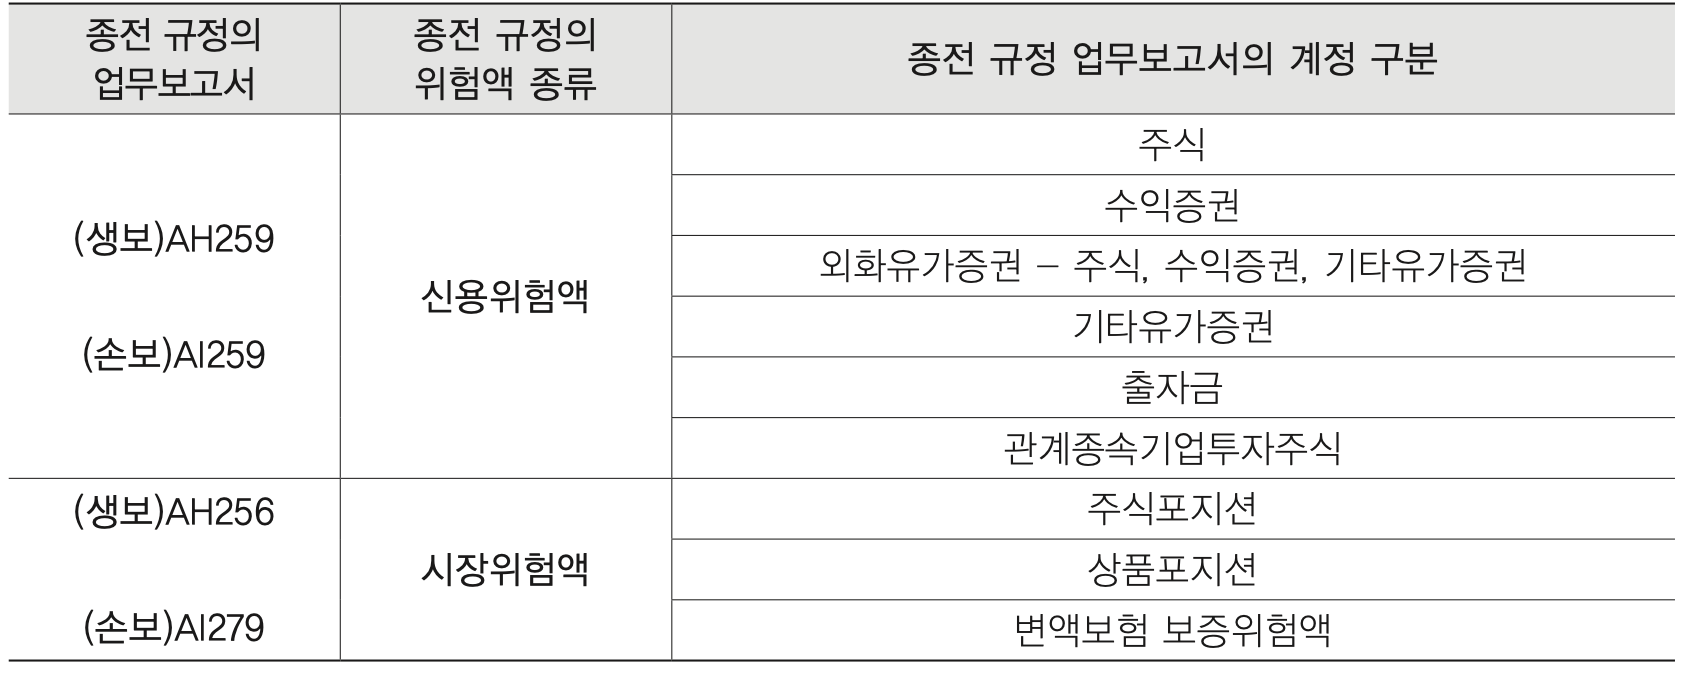 종전 규정의
업무보고서
종전 규정의
위험액 종류
종전 규정 업무보고서의 계정 구분
(생보)AH259
(손보)AI259
신용위험액
주식
수익증권
외화유가증권 – 주식, 수익증권, 기타유가증권
기타유가증권
출자금
관계종속기업투자주식
(생보)AH256
(손보)AI279
시장위험액
주식포지션
상품포지션
변액보험 보증위험액